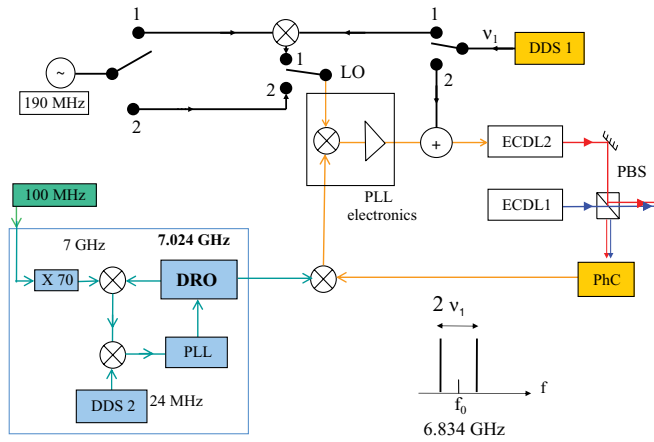 1
1
ν1
DDS 1
~
190 MHz
1
LO
2
2
2
+
ECDL2
PLL
electronics
PBS
ECDL1
100 MHz
7 GHz
7.024 GHz
X 70
DRO
PhC
PLL
DDS 2
24 MHz
2 ν1
f
f0
6.834 GHz